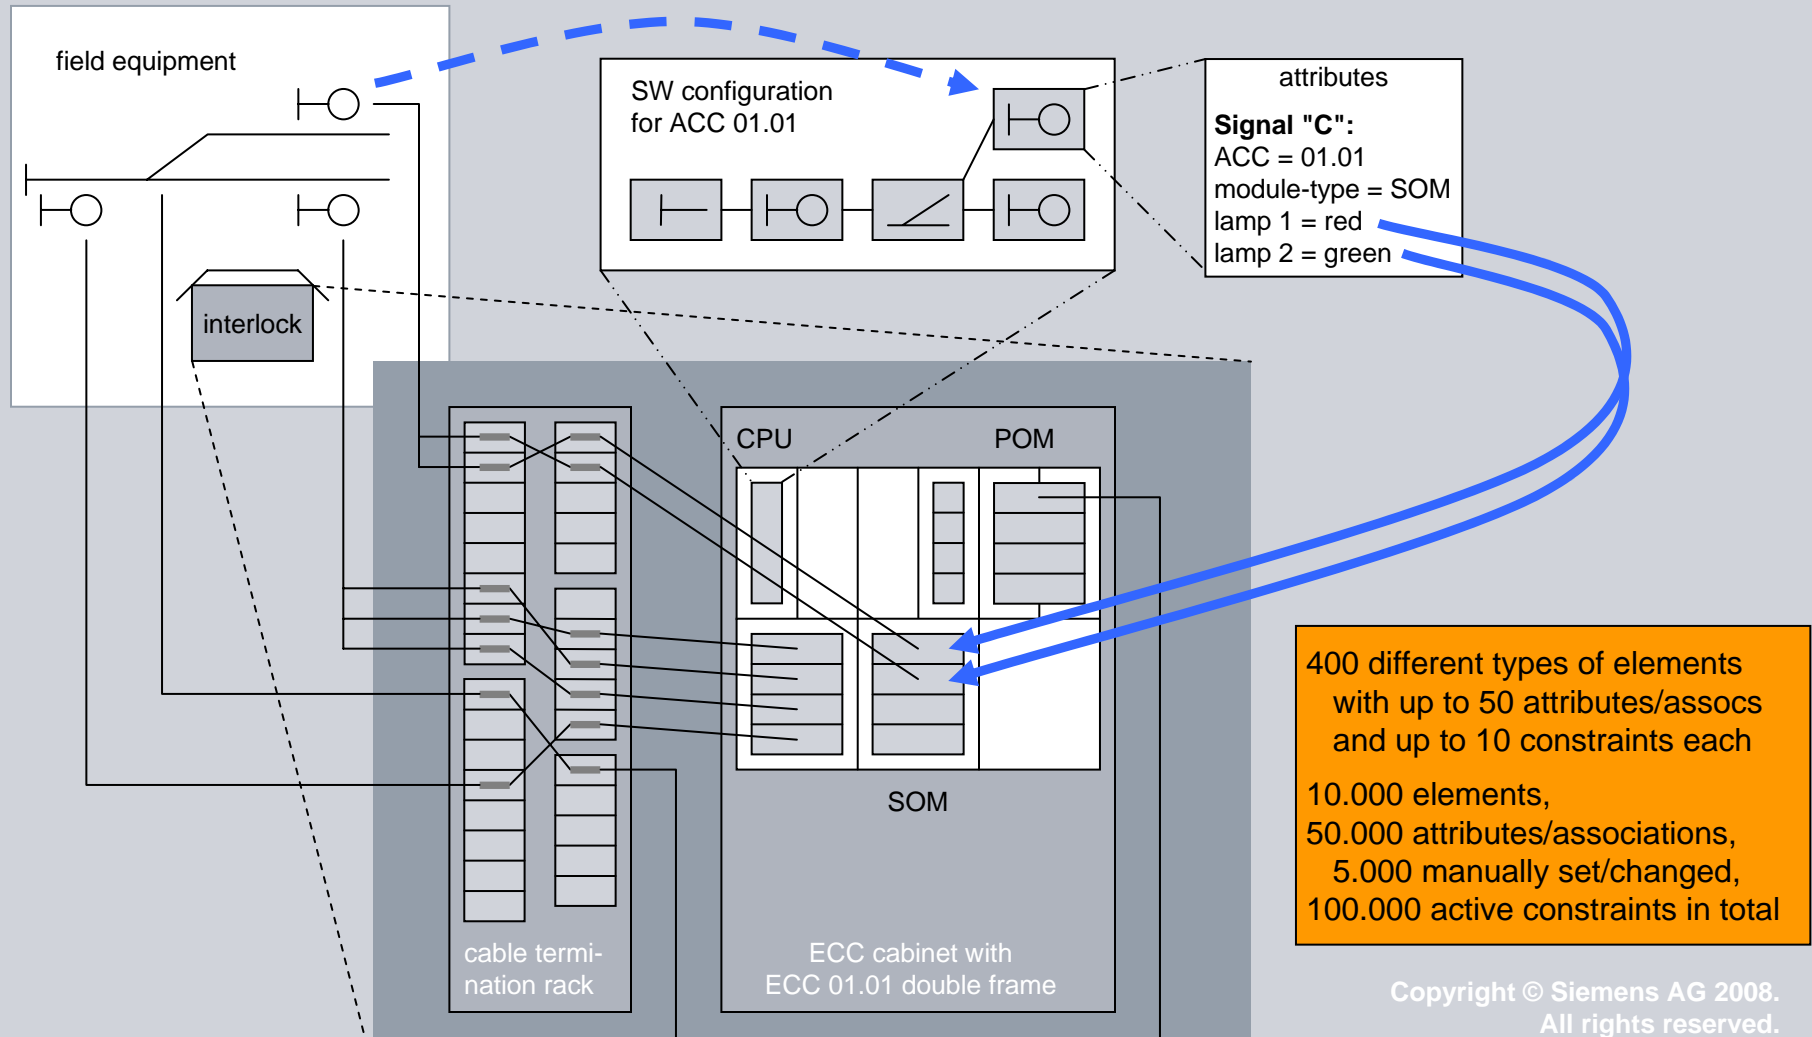 field equipment
interlock
SW configuration
for ACC 01.01
attributes
Signal "C":
ACC = 01.01
module-type = SOM
lamp 1 = red
lamp 2 = green
CPU
POM
SOM
cable termi-
nation rack
ECC cabinet with
ECC 01.01 double frame
400 different types of elements
with up to 50 attributes/assocs
and up to 10 constraints each
10.000 elements,
50.000 attributes/associations,
5.000 manually set/changed,
100.000 active constraints in total
Copyright © Siemens AG 2008.
All rights reserved.